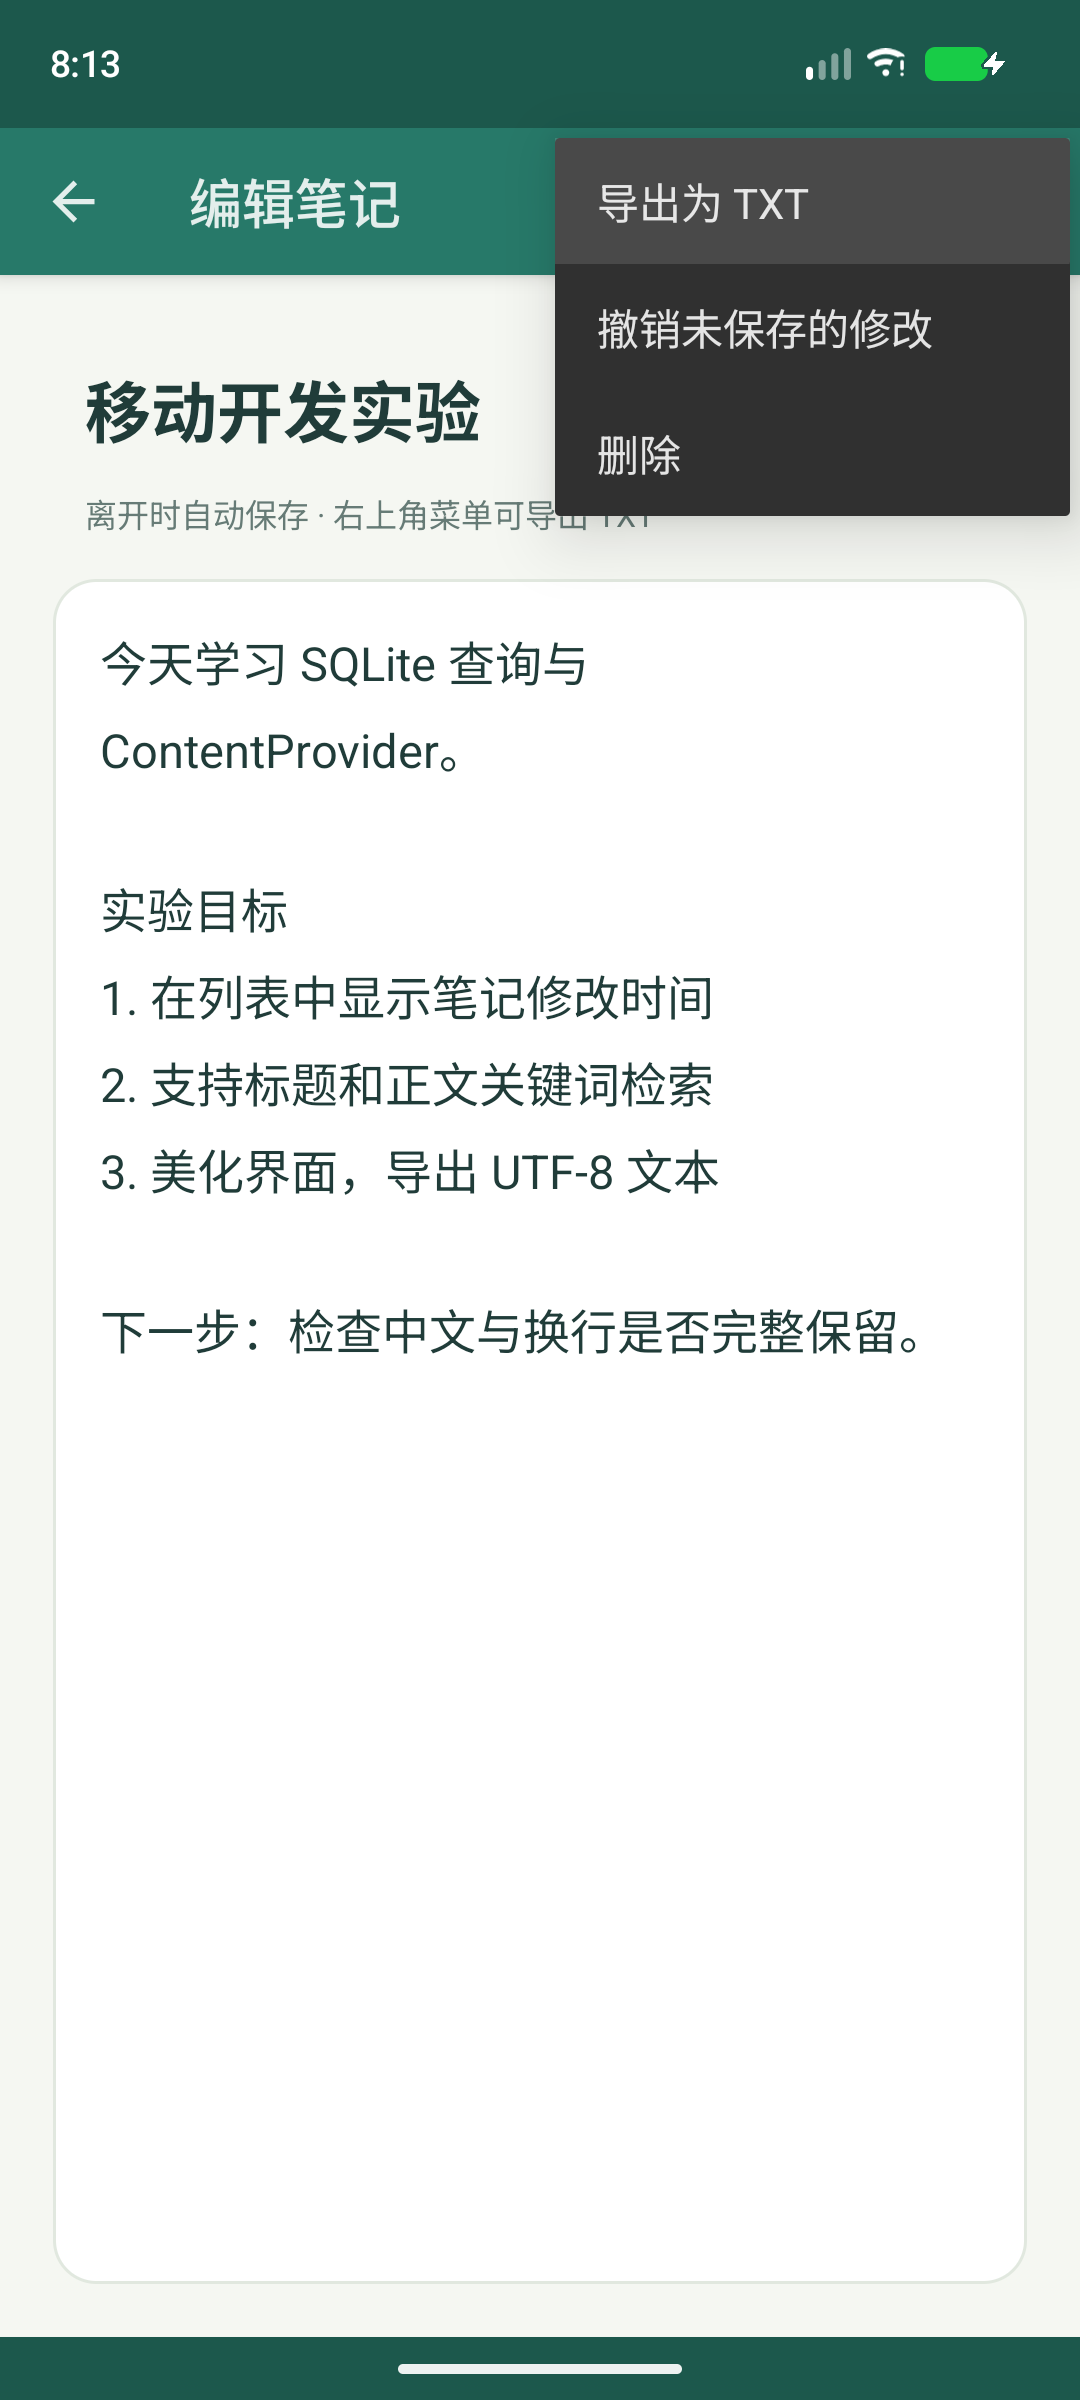 8:13
编辑笔记
导出为 TXT
撤销未保存的修改
删除
移动开发实验
离开时自动保存 · 右上角菜单可导出 TXT
今天学习 SQLite 查询与
ContentProvider。
实验目标
1. 在列表中显示笔记修改时间
2. 支持标题和正文关键词检索
3. 美化界面，导出 UTF-8 文本
下一步：检查中文与换行是否完整保留。